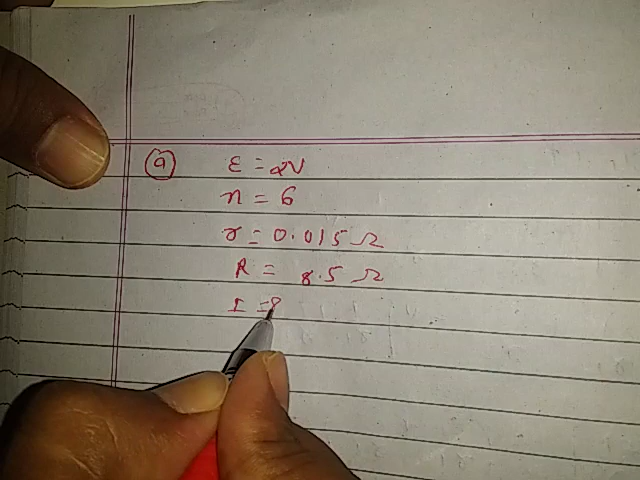 (a) ε = 2V
n = 6
r = 0.015 Ω
R = 8.5 Ω
I = ?